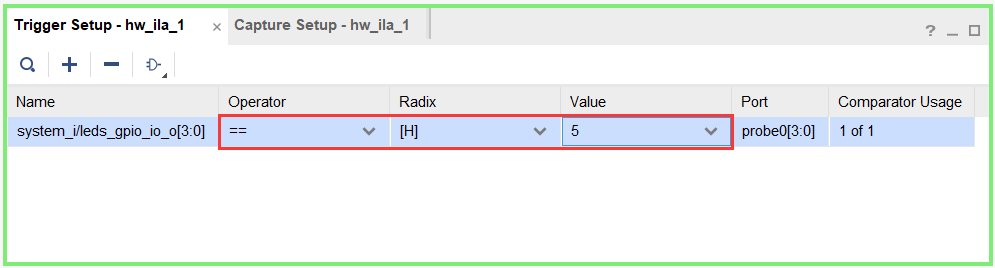 Trigger Setup - hw_ila_1 × Capture Setup - hw_ila_1 ?
Name Operator Radix Value Port Comparator Usage
system_i/leds_gpio_io_o[3:0] == [H] 5 probe0[3:0] 1 of 1